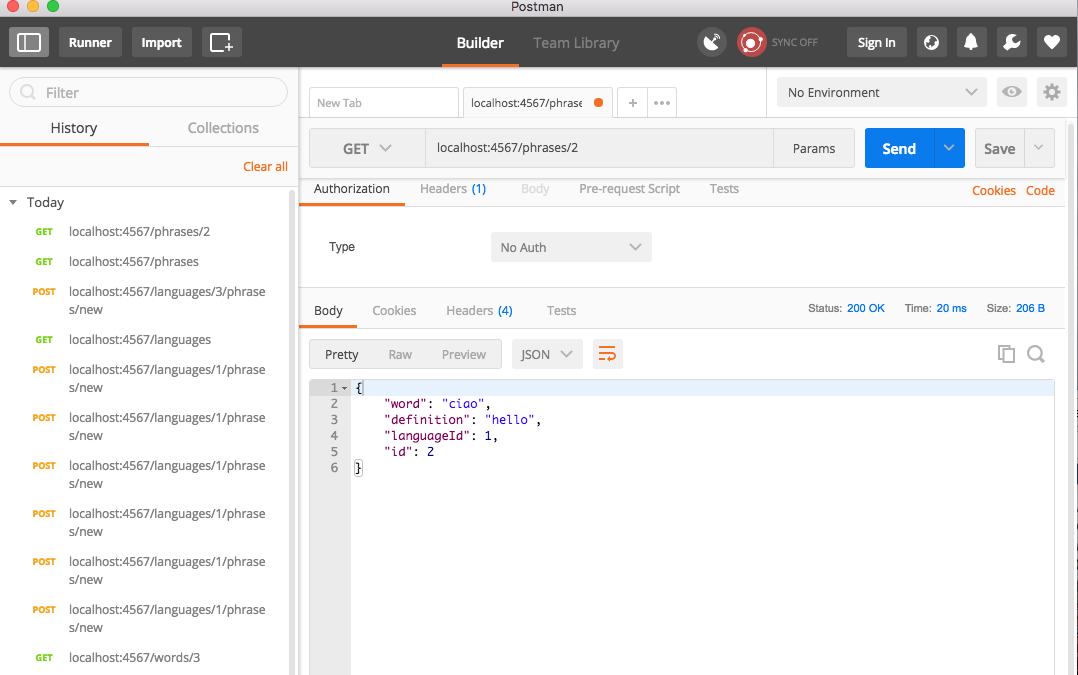 Postman
Runner
Import
Builder
Team Library
SYNC OFF
Sign In
Filter
History
Collections
Clear all
Today
GET localhost:4567/phrases/2
GET localhost:4567/phrases
POST localhost:4567/languages/3/phrase
s/new
GET localhost:4567/languages
POST localhost:4567/languages/1/phrase
s/new
POST localhost:4567/languages/1/phrase
s/new
POST localhost:4567/languages/1/phrase
s/new
POST localhost:4567/languages/1/phrase
s/new
POST localhost:4567/languages/1/phrase
s/new
POST localhost:4567/languages/1/phrase
s/new
GET localhost:4567/words/3
New Tab
localhost:4567/phrase
No Environment
GET
localhost:4567/phrases/2
Params
Send
Save
Authorization
Headers (1)
Body
Pre-request Script
Tests
Cookies
Code
Type
No Auth
Body
Cookies
Headers (4)
Tests
Status: 200 OK
Time: 20 ms
Size: 206 B
Pretty
Raw
Preview
JSON
1 {
2 "word": "ciao",
3 "definition": "hello",
4 "languageId": 1,
5 "id": 2
6 }